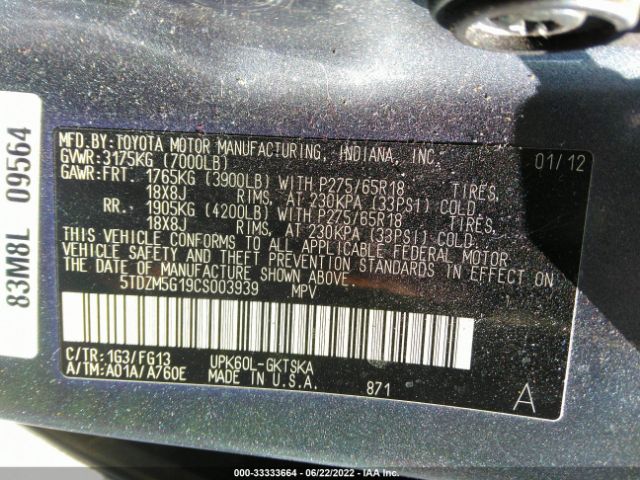 83M8L 09564
MFD.BY: TOYOTA MOTOR MANUFACTURING, INDIANA, INC.
GVWR: 3175KG (7000LB) 01/12
GAWR: FRT. 1765KG (3900LB) WITH P275/65R18 TIRES,
18X8J RIMS, AT 230KPA (33PSI) COLD.
RR. 1905KG (4200LB) WITH P275/65R18 TIRES,
18X8J RIMS, AT 230KPA (33PSI) COLD.
THIS VEHICLE CONFORMS TO ALL APPLICABLE FEDERAL MOTOR
VEHICLE SAFETY AND THEFT PREVENTION STANDARDS IN EFFECT ON
THE DATE OF MANUFACTURE SHOWN ABOVE.
5TDZM5G19CS003939 MPV
C/TR: 1G3/FG13 UPK60L-GKTSKA
A/TM: A01A/A760E MADE IN U.S.A. 871 A
000-33333664 - 06/22/2022 - IAA Inc.